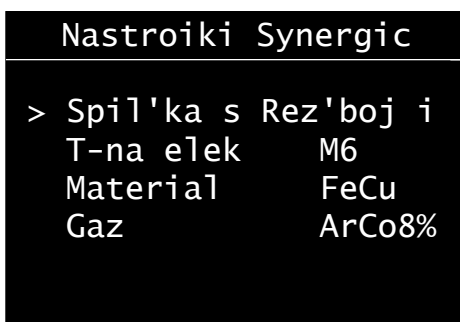 Nastroiki Synergic
> Spil'ka s Rez'boj i
T-na elek M6
Material FeCu
Gaz ArCo8%